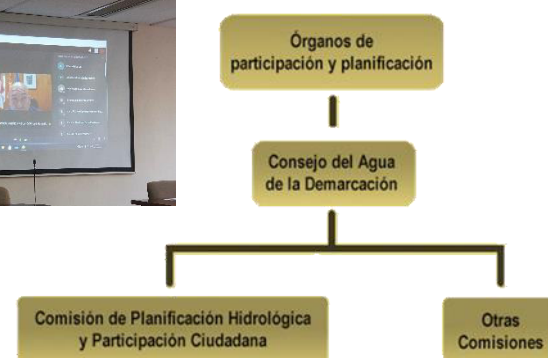 Órganos de
participación y planificación
Consejo del Agua
de la Demarcación
Comisión de Planificación Hidrológica
y Participación Ciudadana
Otras
Comisiones